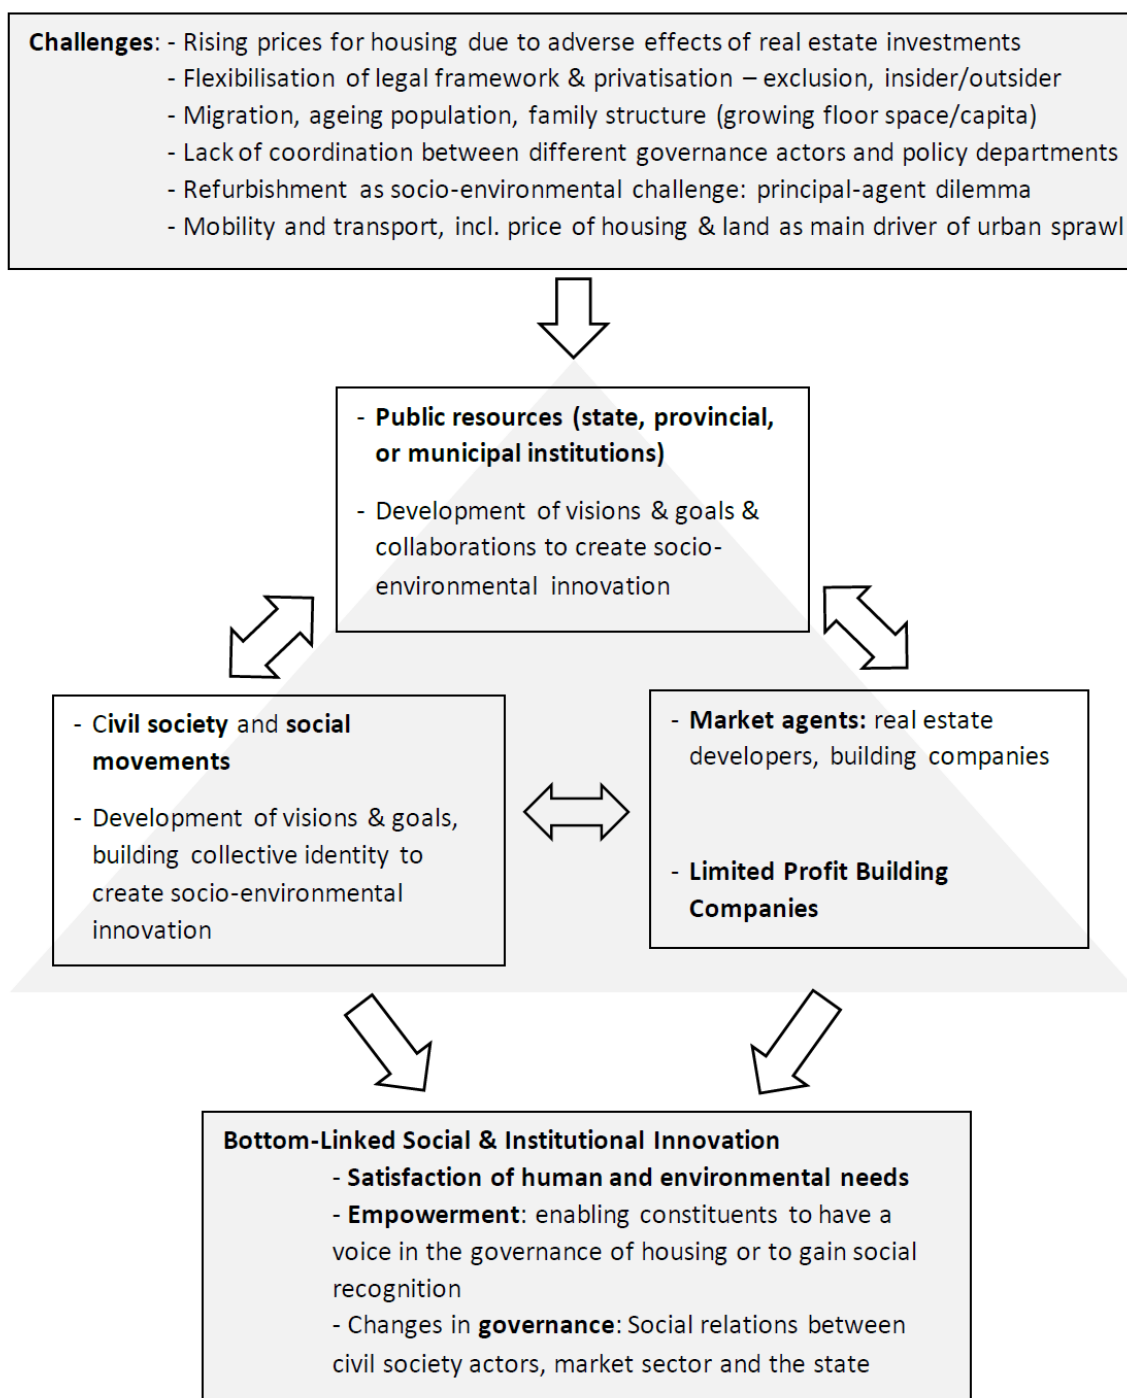 Challenges: - Rising prices for housing due to adverse effects of real estate investments
- Flexibilisation of legal framework & privatisation – exclusion, insider/outsider
- Migration, ageing population, family structure (growing floor space/capita)
- Lack of coordination between different governance actors and policy departments
- Refurbishment as socio-environmental challenge: principal-agent dilemma
- Mobility and transport, incl. price of housing & land as main driver of urban sprawl
- Public resources (state, provincial,
or municipal institutions)
- Development of visions & goals &
collaborations to create socio-
environmental innovation
- Civil society and social
movements
- Development of visions & goals,
building collective identity to
create socio-environmental
innovation
- Market agents: real estate
developers, building companies
- Limited Profit Building
Companies
Bottom-Linked Social & Institutional Innovation
- Satisfaction of human and environmental needs
- Empowerment: enabling constituents to have a
voice in the governance of housing or to gain social
recognition
- Changes in governance: Social relations between
civil society actors, market sector and the state